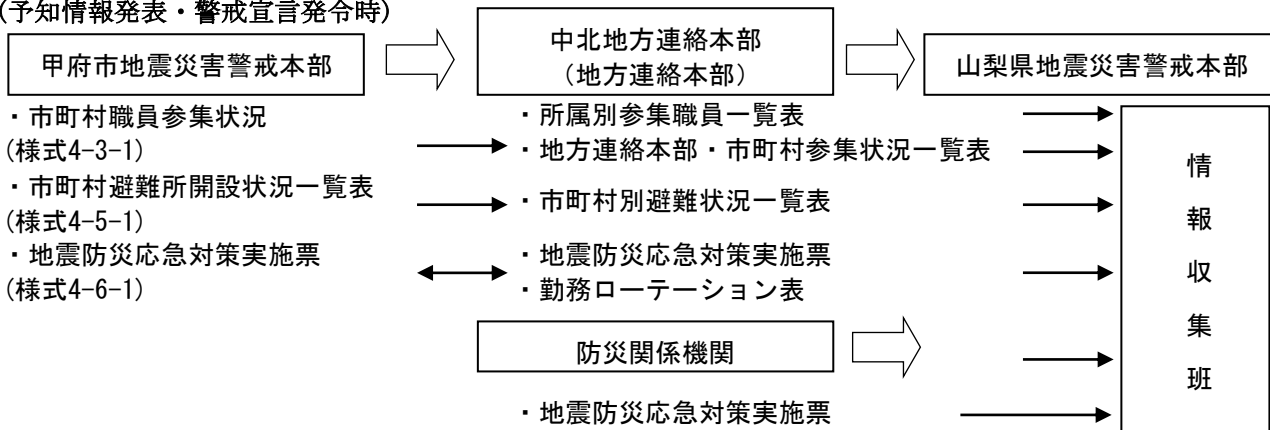 (予知情報発表・警戒宣言発令時)
甲府市地震災害警戒本部
中北地方連絡本部
(地方連絡本部)
山梨県地震災害警戒本部
・市町村職員参集状況
(様式4-3-1)
・市町村避難所開設状況一覧表
(様式4-5-1)
・地震防災応急対策実施票
(様式4-6-1)
・所属別参集職員一覧表
・地方連絡本部・市町村参集状況一覧表
・市町村別避難状況一覧表
・地震防災応急対策実施票
・勤務ローテーション表
防災関係機関
・地震防災応急対策実施票
情
報
収
集
班